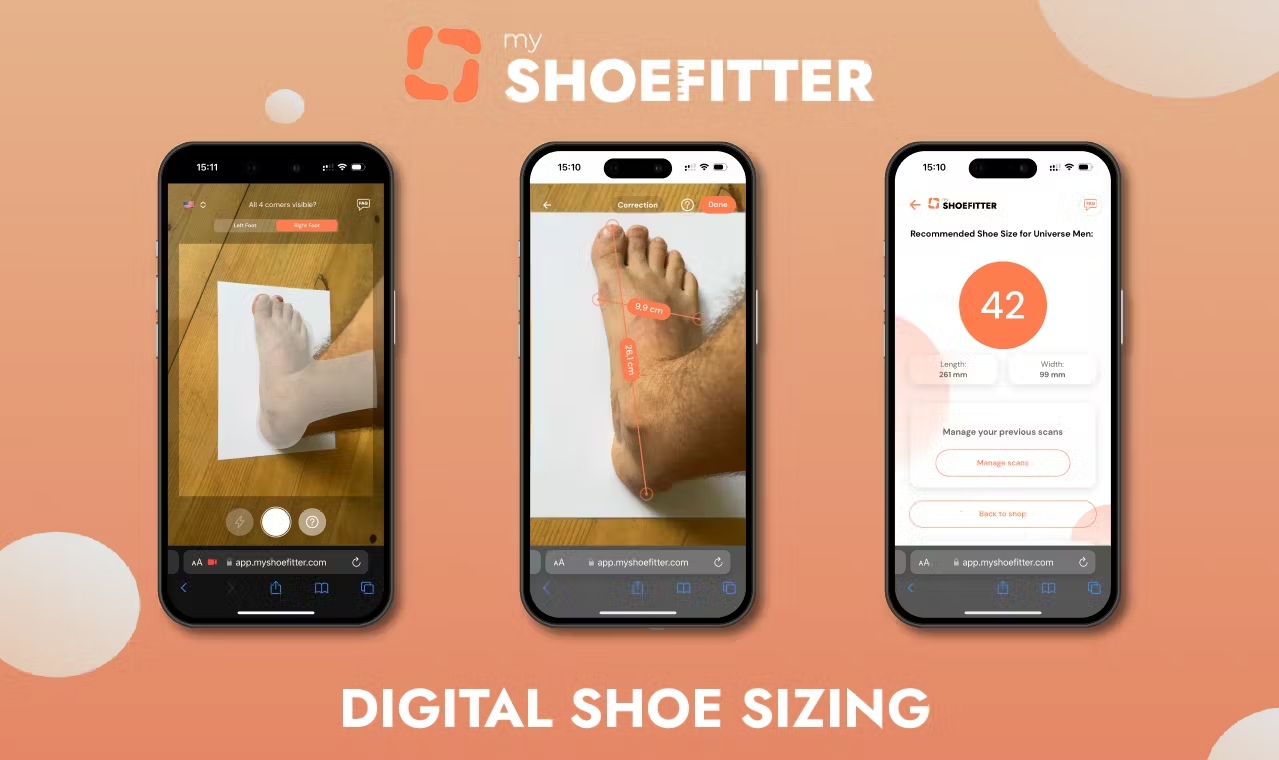 my
SHOEFITTER
15:11
All 4 corners visible?
FAQ
Left Foot
Right Foot
AA
app.myshoefitter.com
15:10
Correction
?
Done
9,9 cm
26,1 cm
AA
app.myshoefitter.com
15:10
SHOEFITTER
FAQ
Recommended Shoe Size for Universe Men:
42
Length:
261 mm
Width:
99 mm
Manage your previous scans
Manage scans
Back to shop
AA
app.myshoefitter.com
DIGITAL SHOE SIZING